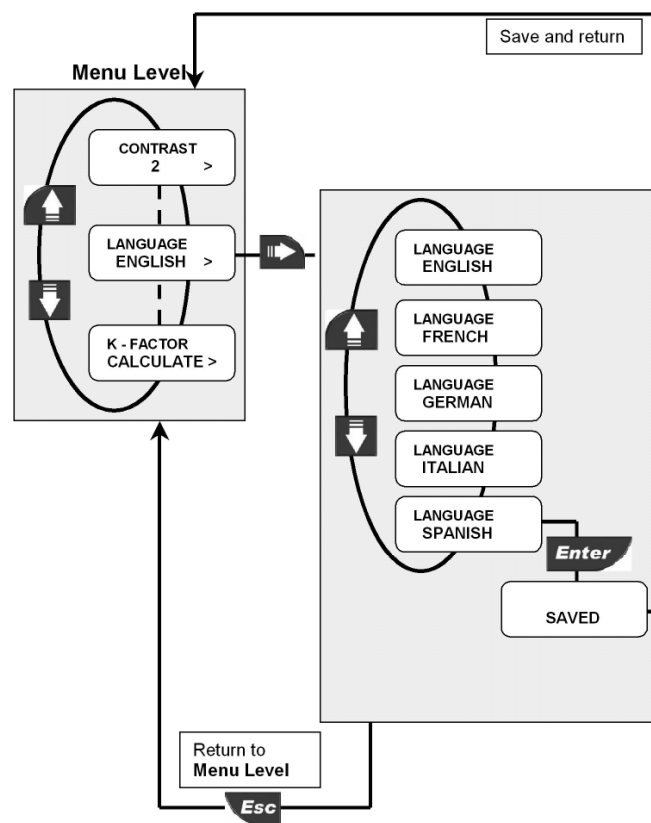 Save and return
Menu Level
CONTRAST
2 >
LANGUAGE
ENGLISH >
K - FACTOR
CALCULATE >
LANGUAGE
ENGLISH
LANGUAGE
FRENCH
LANGUAGE
GERMAN
LANGUAGE
ITALIAN
LANGUAGE
SPANISH
Enter
SAVED
Return to
Menu Level
Esc